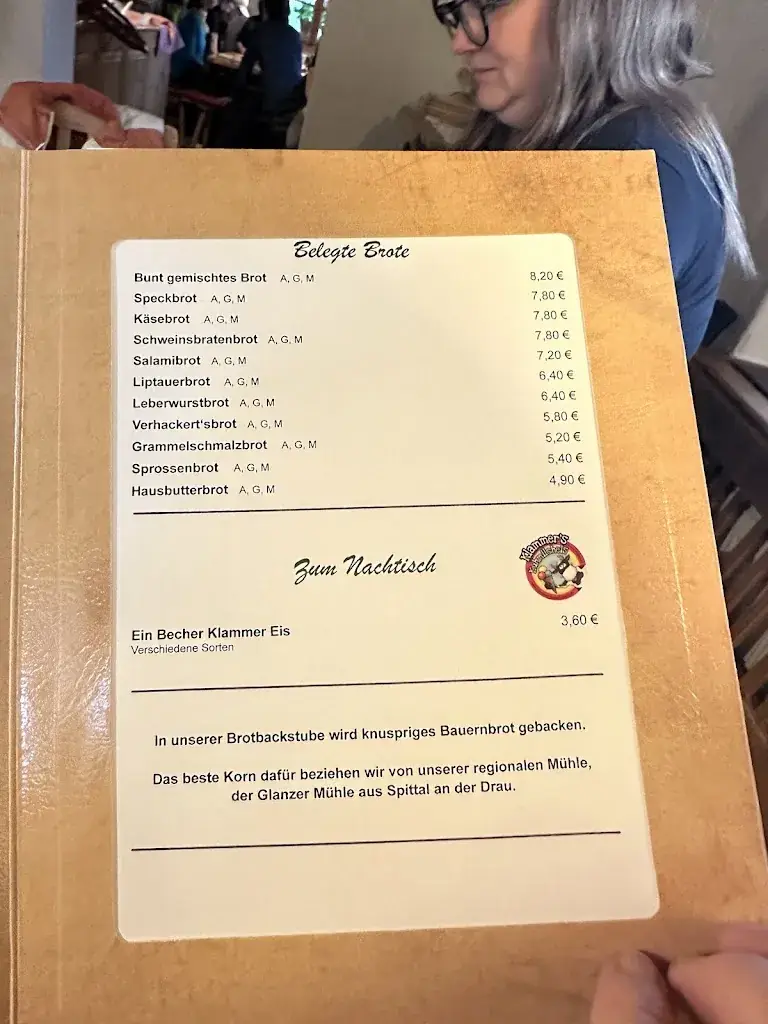 Belegte Brote
Bunt gemischtes Brot A, G, M 8,20 €
Speckbrot A, G, M 7,80 €
Käsebrot A, G, M 7,80 €
Schweinsbratenbrot A, G, M 7,80 €
Salamibrot A, G, M 7,20 €
Liptauerbrot A, G, M 6,40 €
Leberwurstbrot A, G, M 6,40 €
Verhackert'sbrot A, G, M 5,80 €
Grammelschmalzbrot A, G, M 5,20 €
Sprossenbrot A, G, M 5,40 €
Hausbutterbrot A, G, M 4,90 €
Zum Nachtisch
Klammer's
Ein Becher Klammer Eis 3,60 €
Verschiedene Sorten
In unserer Brotbackstube wird knuspriges Bauernbrot gebacken.
Das beste Korn dafür beziehen wir von unserer regionalen Mühle,
der Glanzer Mühle aus Spittal an der Drau.